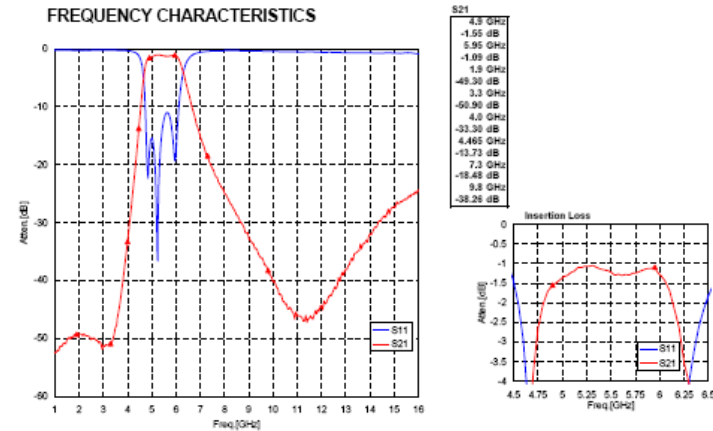 FREQUENCY CHARACTERISTICS
0
-10
-20
-30
-40
-50
-60
Atten.[dB]
1 2 3 4 5 6 7 8 9 10 11 12 13 14 15 16
Freq.[GHz]
S11
S21
S21
4.9 GHz
-1.55 dB
5.95 GHz
-1.09 dB
1.9 GHz
-49.30 dB
3.3 GHz
-50.90 dB
4.0 GHz
-33.30 dB
4.465 GHz
-13.73 dB
7.3 GHz
-18.48 dB
9.8 GHz
-38.26 dB
Insertion Loss
0
-0.5
-1
-1.5
-2
-2.5
-3
-3.5
-4
Atten.[dB]
4.5 4.75 5 5.25 5.5 5.75 6 6.25 6.5
Freq.[GHz]
S11
S21